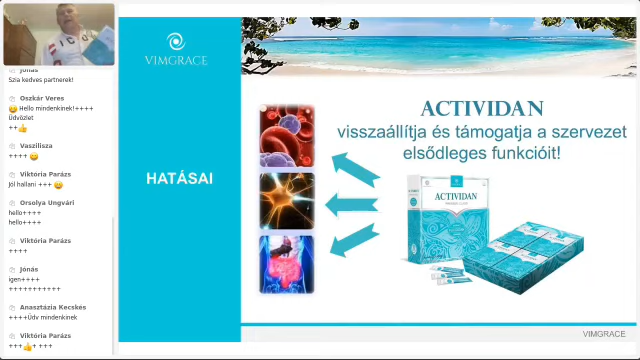 Jónás
Szia kedves partnerek!
Oszkár Veres
Hello mindenkinek!++++
Üdvözlet
++
Vaszilisza
++++
Viktória Parázs
Jól hallani +++
Orsolya Ungvári
hello++++
hello++++
Viktória Parázs
++++
Jónás
igen++++
+++++++++++
Anasztázia Kecskés
++++Üdv mindenkinek
Viktória Parázs
+++ + +++
VIMGRACE
HATÁSAI
ACTIVIDAN
visszaállítja és támogatja a szervezet
elsődleges funkcióit!
ACTIVIDAN
VIMGRACE